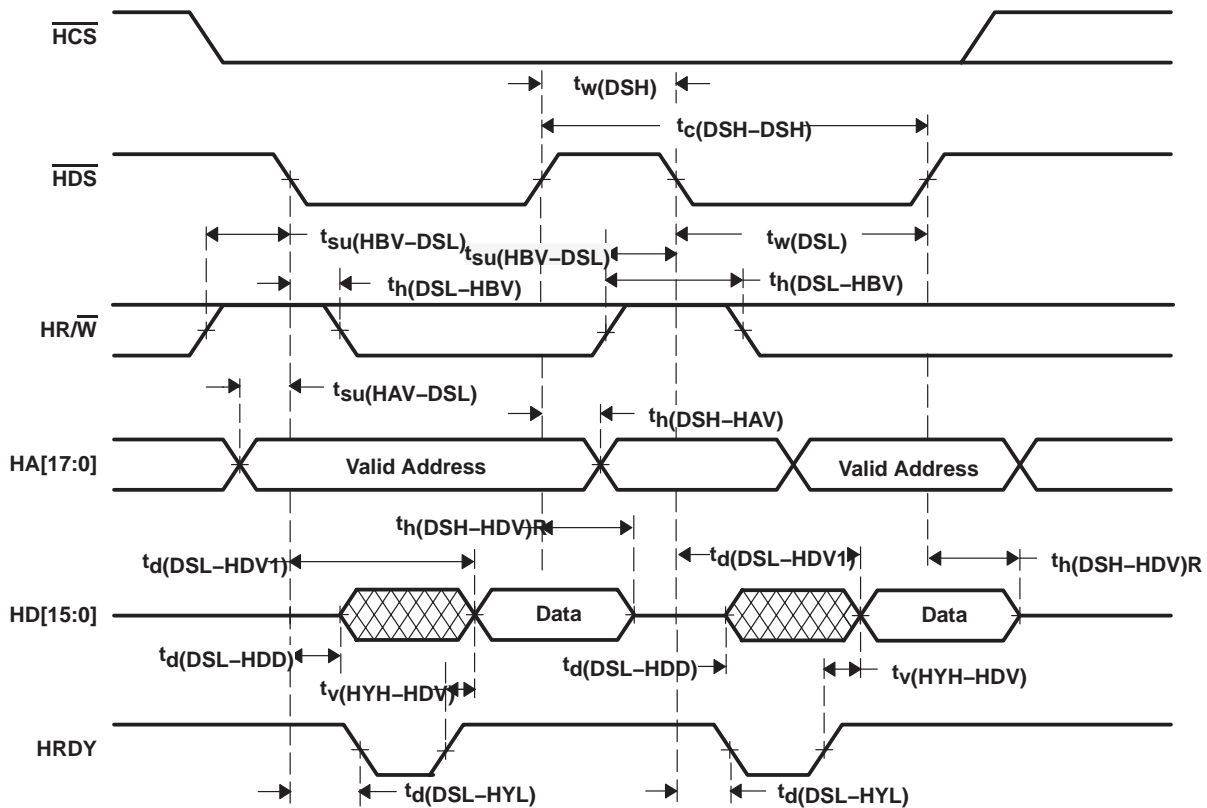 HCS
tw(DSH)
tc(DSH–DSH)
HDS
tsu(HBV–DSL)
tsu(HBV–DSL)
tw(DSL)
th(DSL–HBV)
th(DSL–HBV)
HR/W
tsu(HAV–DSL)
th(DSH–HAV)
HA[17:0]
Valid Address
Valid Address
th(DSH–HDV)R
td(DSL–HDV1)
td(DSL–HDV1)
th(DSH–HDV)R
HD[15:0]
Data
Data
td(DSL–HDD)
td(DSL–HDD)
tv(HYH–HDV)
tv(HYH–HDV)
HRDY
td(DSL–HYL)
td(DSL–HYL)